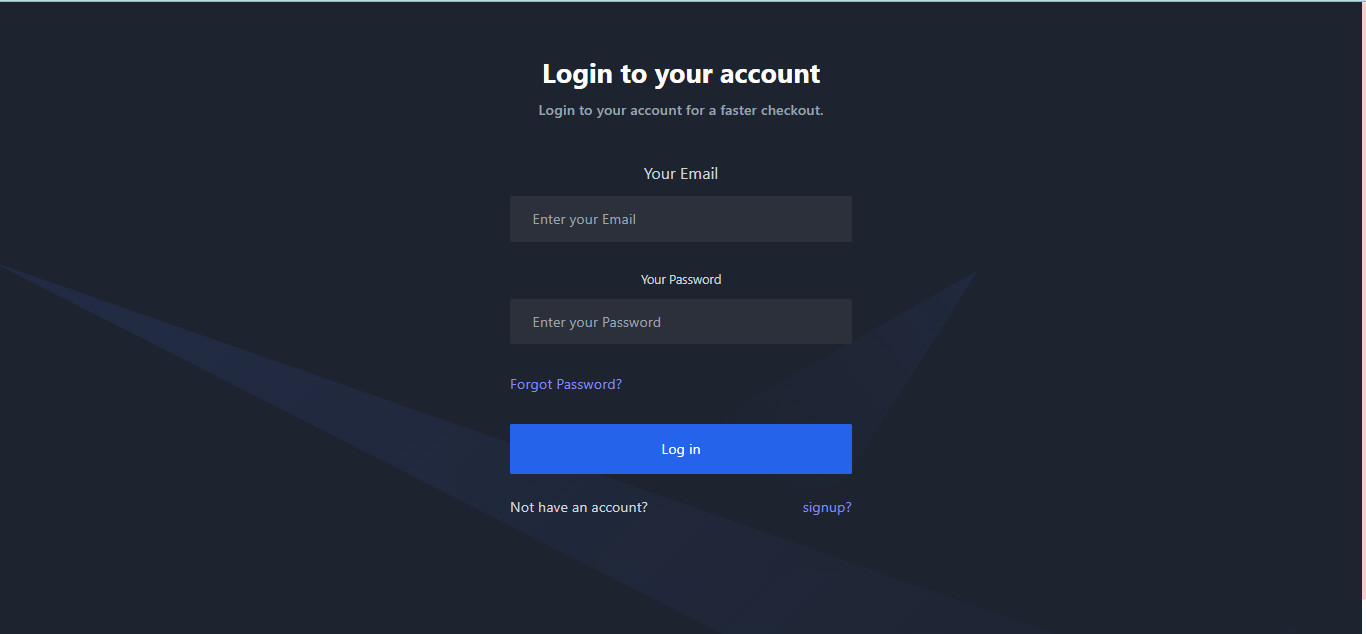 Login to your account
Login to your account for a faster checkout.
Your Email
Enter your Email
Your Password
Enter your Password
Forgot Password?
Log in
Not have an account? signup?